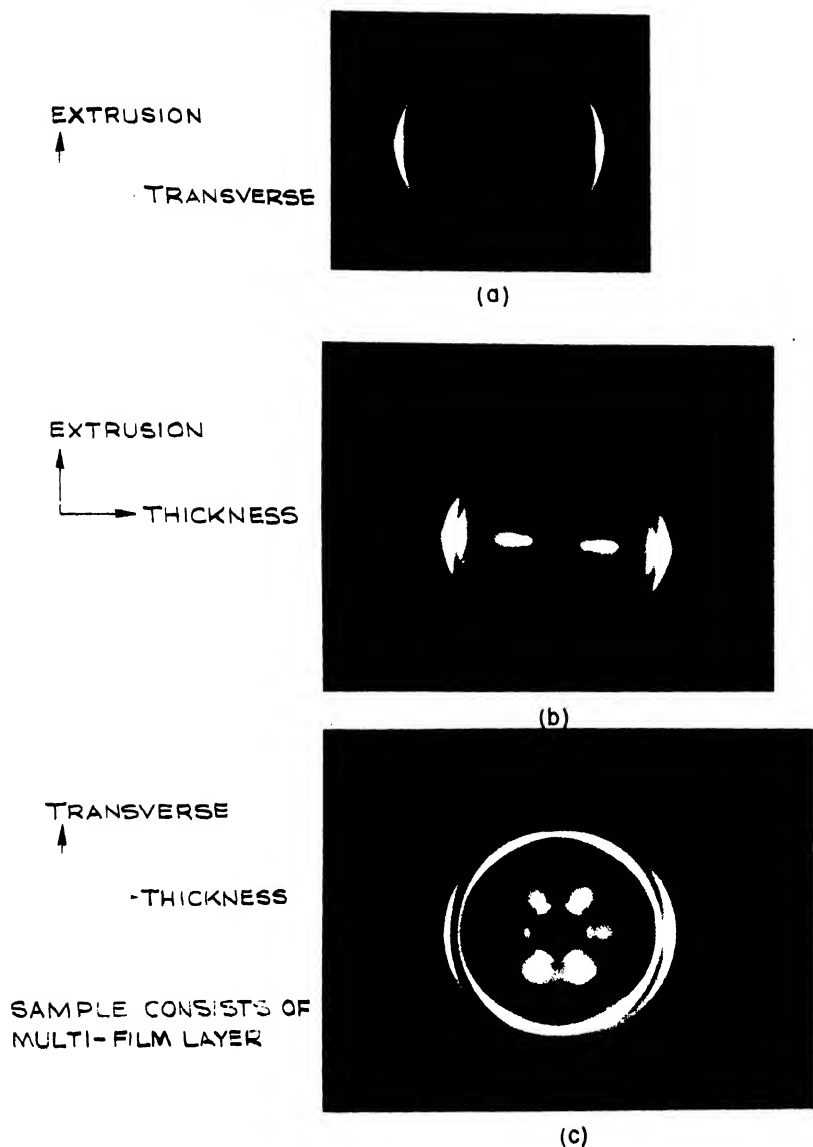 EXTRUSION
TRANSVERSE
(a)
EXTRUSION
THICKNESS
(b)
TRANSVERSE
THICKNESS
SAMPLE CONSISTS OF
MULTI-FILM LAYER
(c)